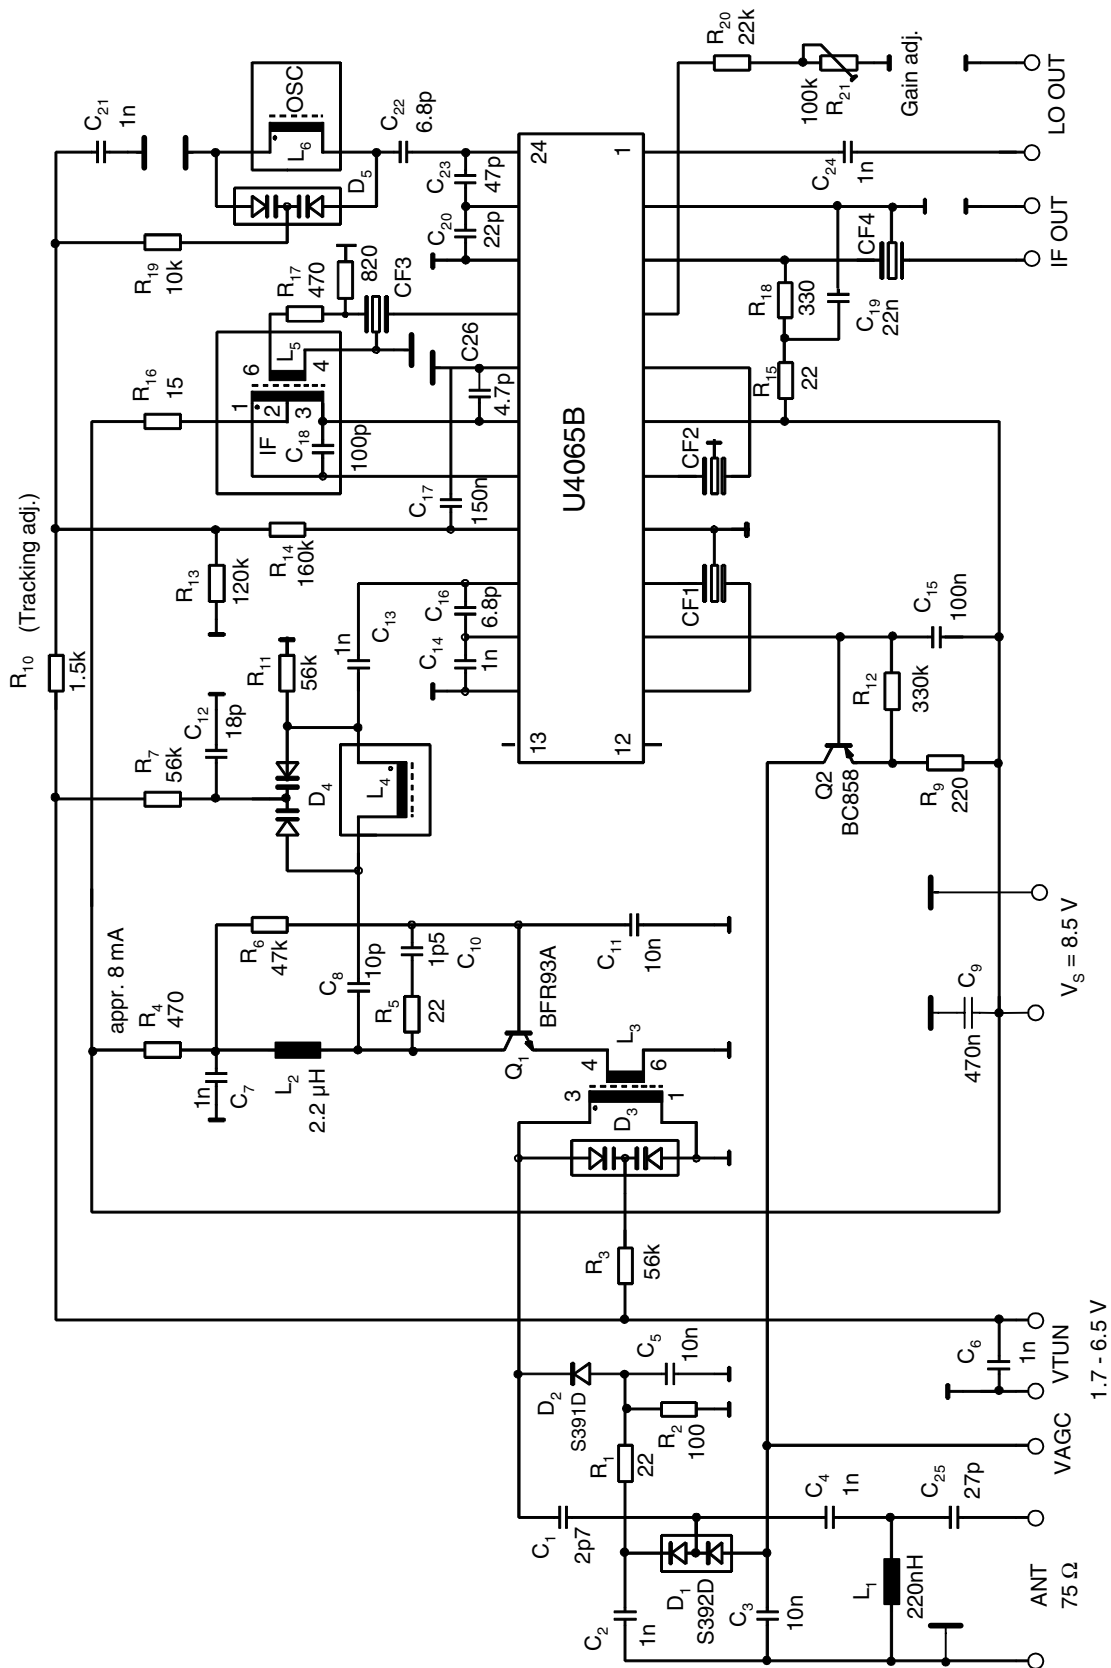 R10 (Tracking adj.)
1.5k
C21
1n
OSC
L6
D5
C22
6.8p
R19
10k
R17
470
820
CF3
R16
15
1
2
3
6
4
L5
IF
C18
100p
C26
4.7p
C23
47p
C20
22p
C17
150n
R14
160k
R13
120k
R11
56k
C12
18p
R7
56k
D4
L4
1n
C13
C16
6.8p
C14
1n
appr. 8 mA
R4
470
R6
47k
1n
C7
L2
2.2 µH
C8
10p
R5
22
1p5
C10
Q1
BFR93A
C11
10n
L3
4
6
3
1
D3
24
13
U4065B
1
12
R20
22k
100k
R21
Gain adj.
C24
1n
LO OUT
CF4
IF OUT
R18
330
C19
22n
R15
22
CF2
CF1
C15
100n
R12
330k
Q2
BC858
R9
220
VS = 8.5 V
C9
470n
R3
56k
D2
S391D
C5
10n
R2
100
R1
22
C6
1n
VTUN
1.7 - 6.5 V
VAGC
C1
2p7
C2
1n
D1
S392D
C3
10n
C4
1n
C25
27p
L1
220nH
ANT
75 Ω